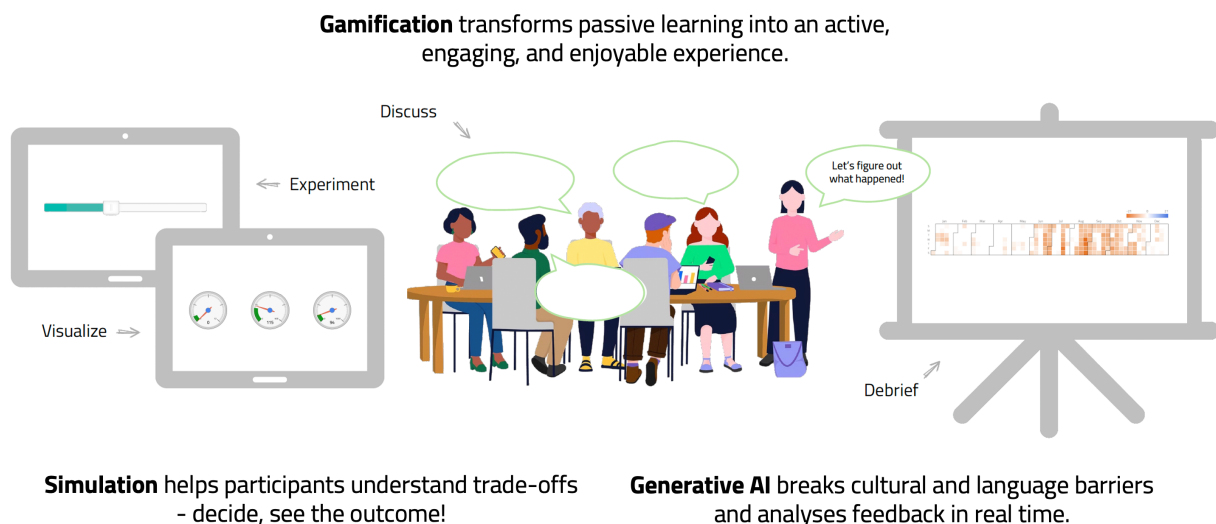 Gamification transforms passive learning into an active,
engaging, and enjoyable experience.
Discuss
Experiment
Let's figure out
what happened!
Visualize
Debrief
Simulation helps participants understand trade-offs
- decide, see the outcome!
Generative AI breaks cultural and language barriers
and analyses feedback in real time.